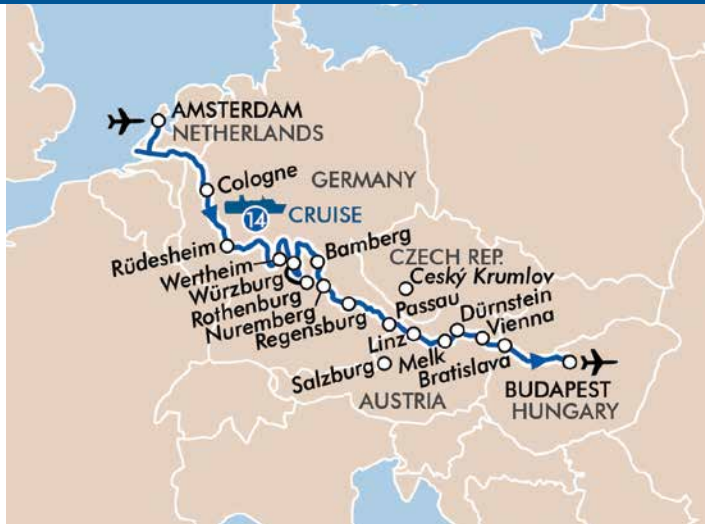 AMSTERDAM
NETHERLANDS
Cologne
GERMANY
14
CRUISE
Rüdesheim
Bamberg
Wertheim
CZECH REP.
Würzburg
Ceský Krumlov
Rothenburg
Nuremberg
Passau
Dürnstein
Regensburg
Vienna
Linz
Melk
Salzburg
Bratislava
BUDAPEST
AUSTRIA
HUNGARY